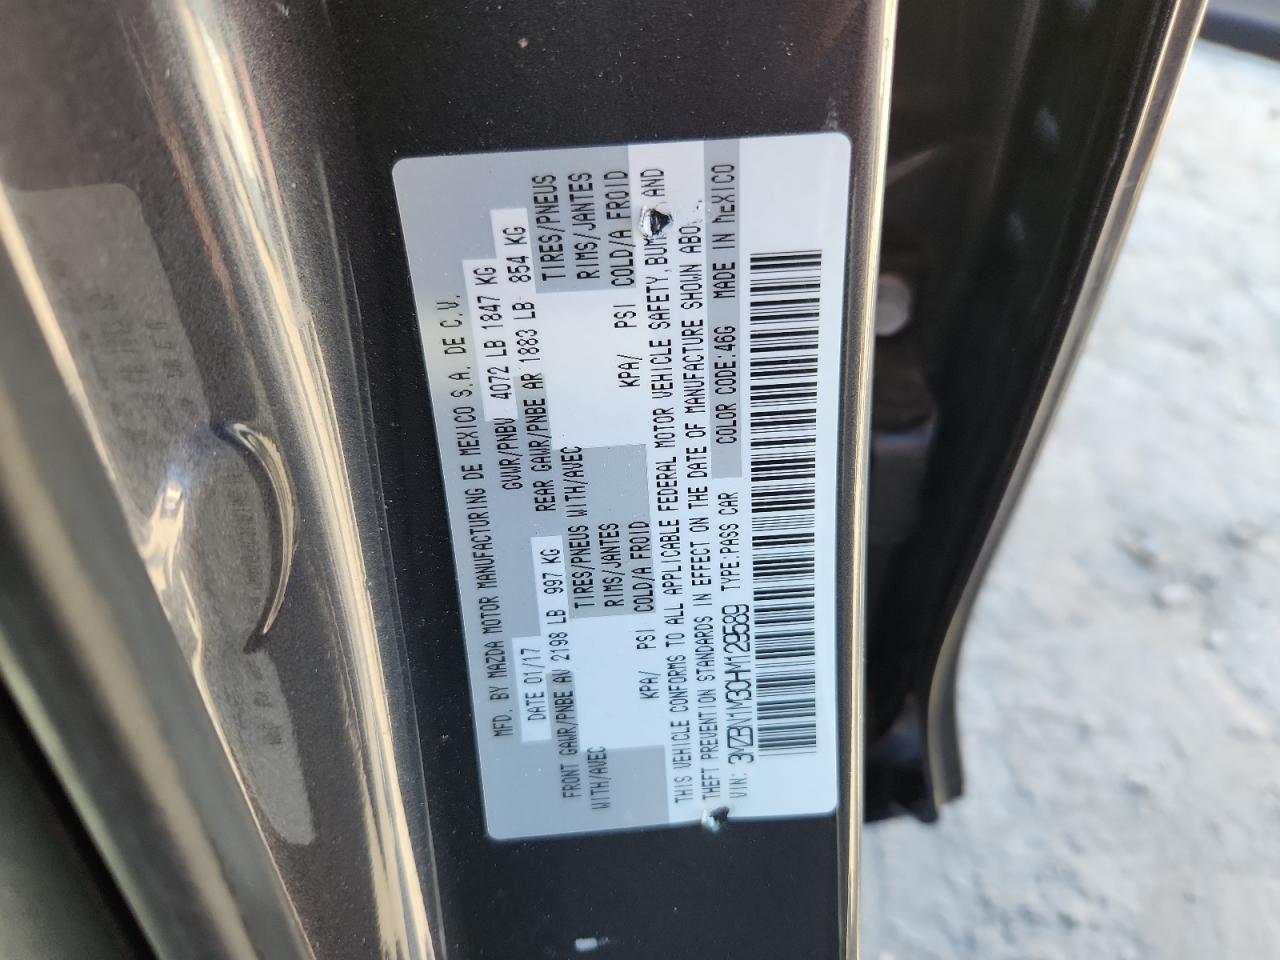 MFD. BY MAZDA MOTOR MANUFACTURING DE MEXICO S.A. DE C.V.
DATE 01/17 GVWR/PNBV 4072 LB 1847 KG
FRONT GAWR/PNBE AV 2198 LB 997 KG REAR GAWR/PNBE AR 1883 LB 854 KG
WITH/AVEC TIRES/PNEUS WITH/AVEC TIRES/PNEUS
RIMS/JANTES RIMS/JANTES
KPA/ PSI COLD/A FROID KPA/ PSI COLD/A FROID
THIS VEHICLE CONFORMS TO ALL APPLICABLE FEDERAL MOTOR VEHICLE SAFETY, AND
THEFT PREVENTION STANDARDS IN EFFECT ON THE DATE OF MANUFACTURE SHOWN
VIN: 3MZBN1M30HM129589 TYPE:PASS CAR COLOR CODE:46G MADE IN MEXICO